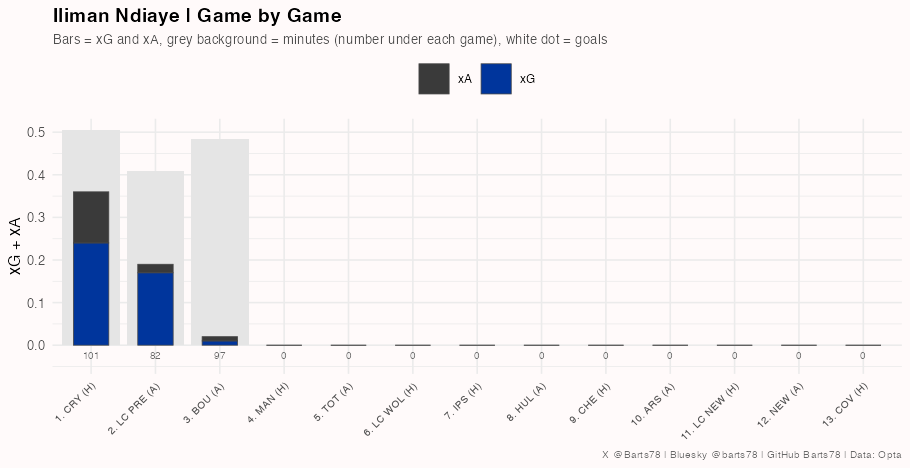 Iliman Ndiaye | Game by Game
Bars = xG and xA, grey background = minutes (number under each game), white dot = goals
xA xG
xG + xA
0.5
0.4
0.3
0.2
0.1
0.0
101 82 97 0 0 0 0 0 0 0 0 0 0
1. CRY (H) 2. LC PRE (A) 3. BOU (A) 4. MAN (H) 5. TOT (A) 6. LC WOL (H) 7. IPS (H) 8. HUL (A) 9. CHE (H) 10. ARS (A) 11. LC NEW (H) 12. NEW (A) 13. COV (H)
X @Barts78 | Bluesky @barts78 | GitHub Barts78 | Data: Opta